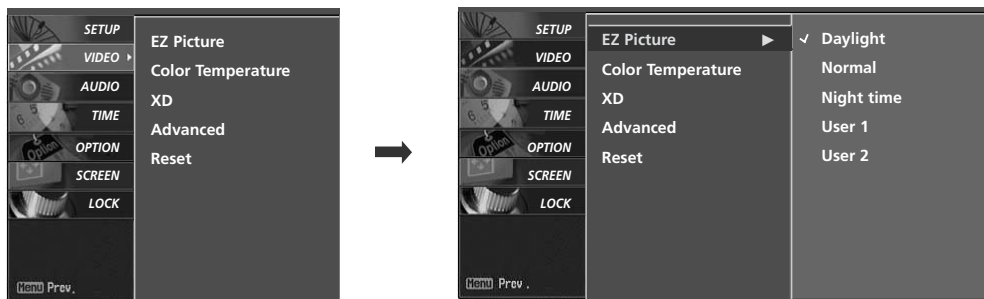 SETUP
VIDEO
AUDIO
TIME
OPTION
SCREEN
LOCK
EZ Picture
Color Temperature
XD
Advanced
Reset
Menu Prev.
SETUP
VIDEO
AUDIO
TIME
OPTION
SCREEN
LOCK
EZ Picture
Color Temperature
XD
Advanced
Reset
Daylight
Normal
Night time
User 1
User 2
Menu Prev.